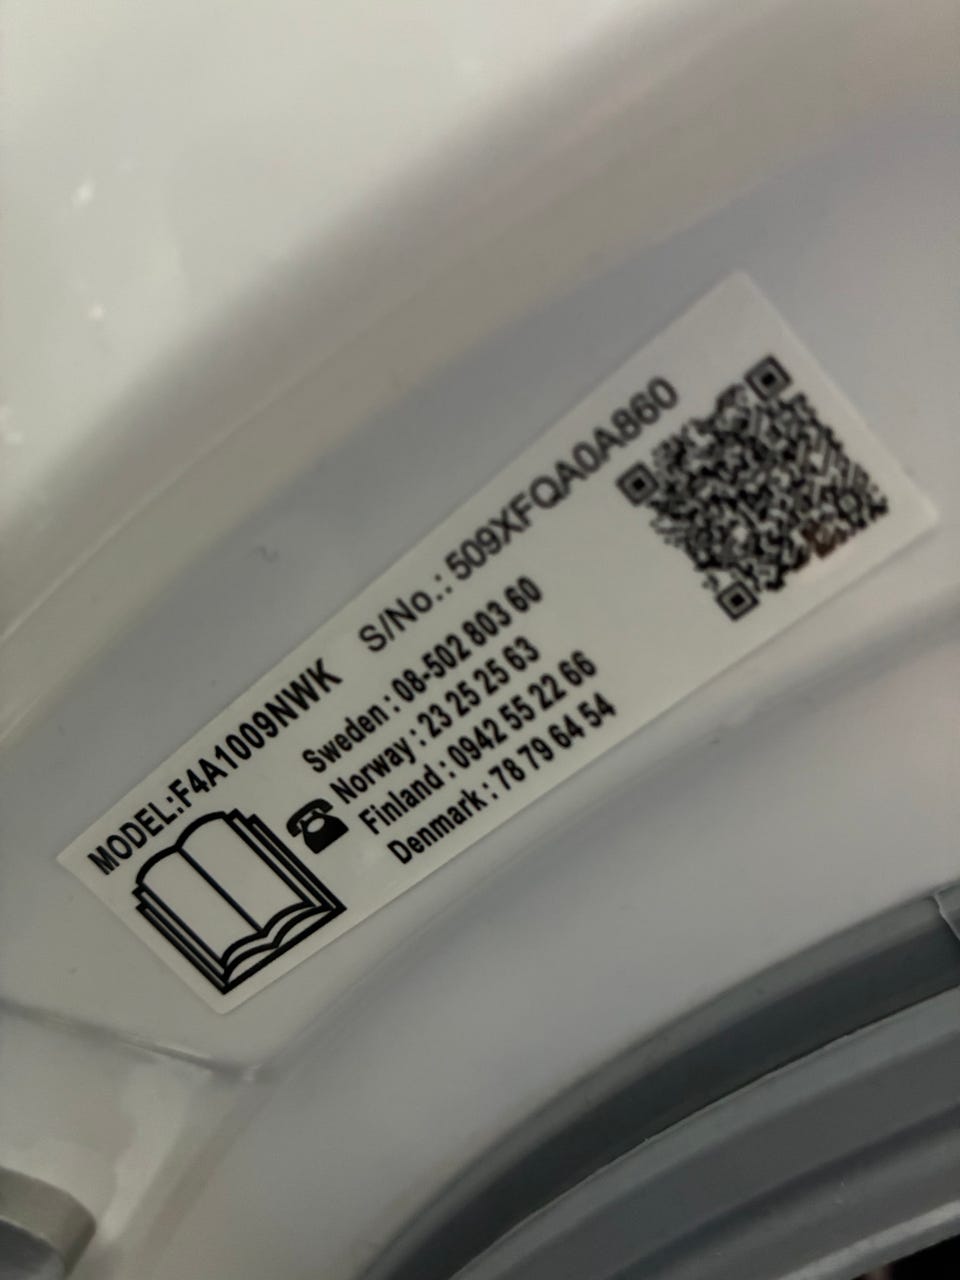 MODEL:F4A1009NWK S/No.: 509XFQA0A860
Sweden : 08-502 803 60
Norway : 23 25 25 63
Finland : 0942 55 22 66
Denmark : 78 79 64 54